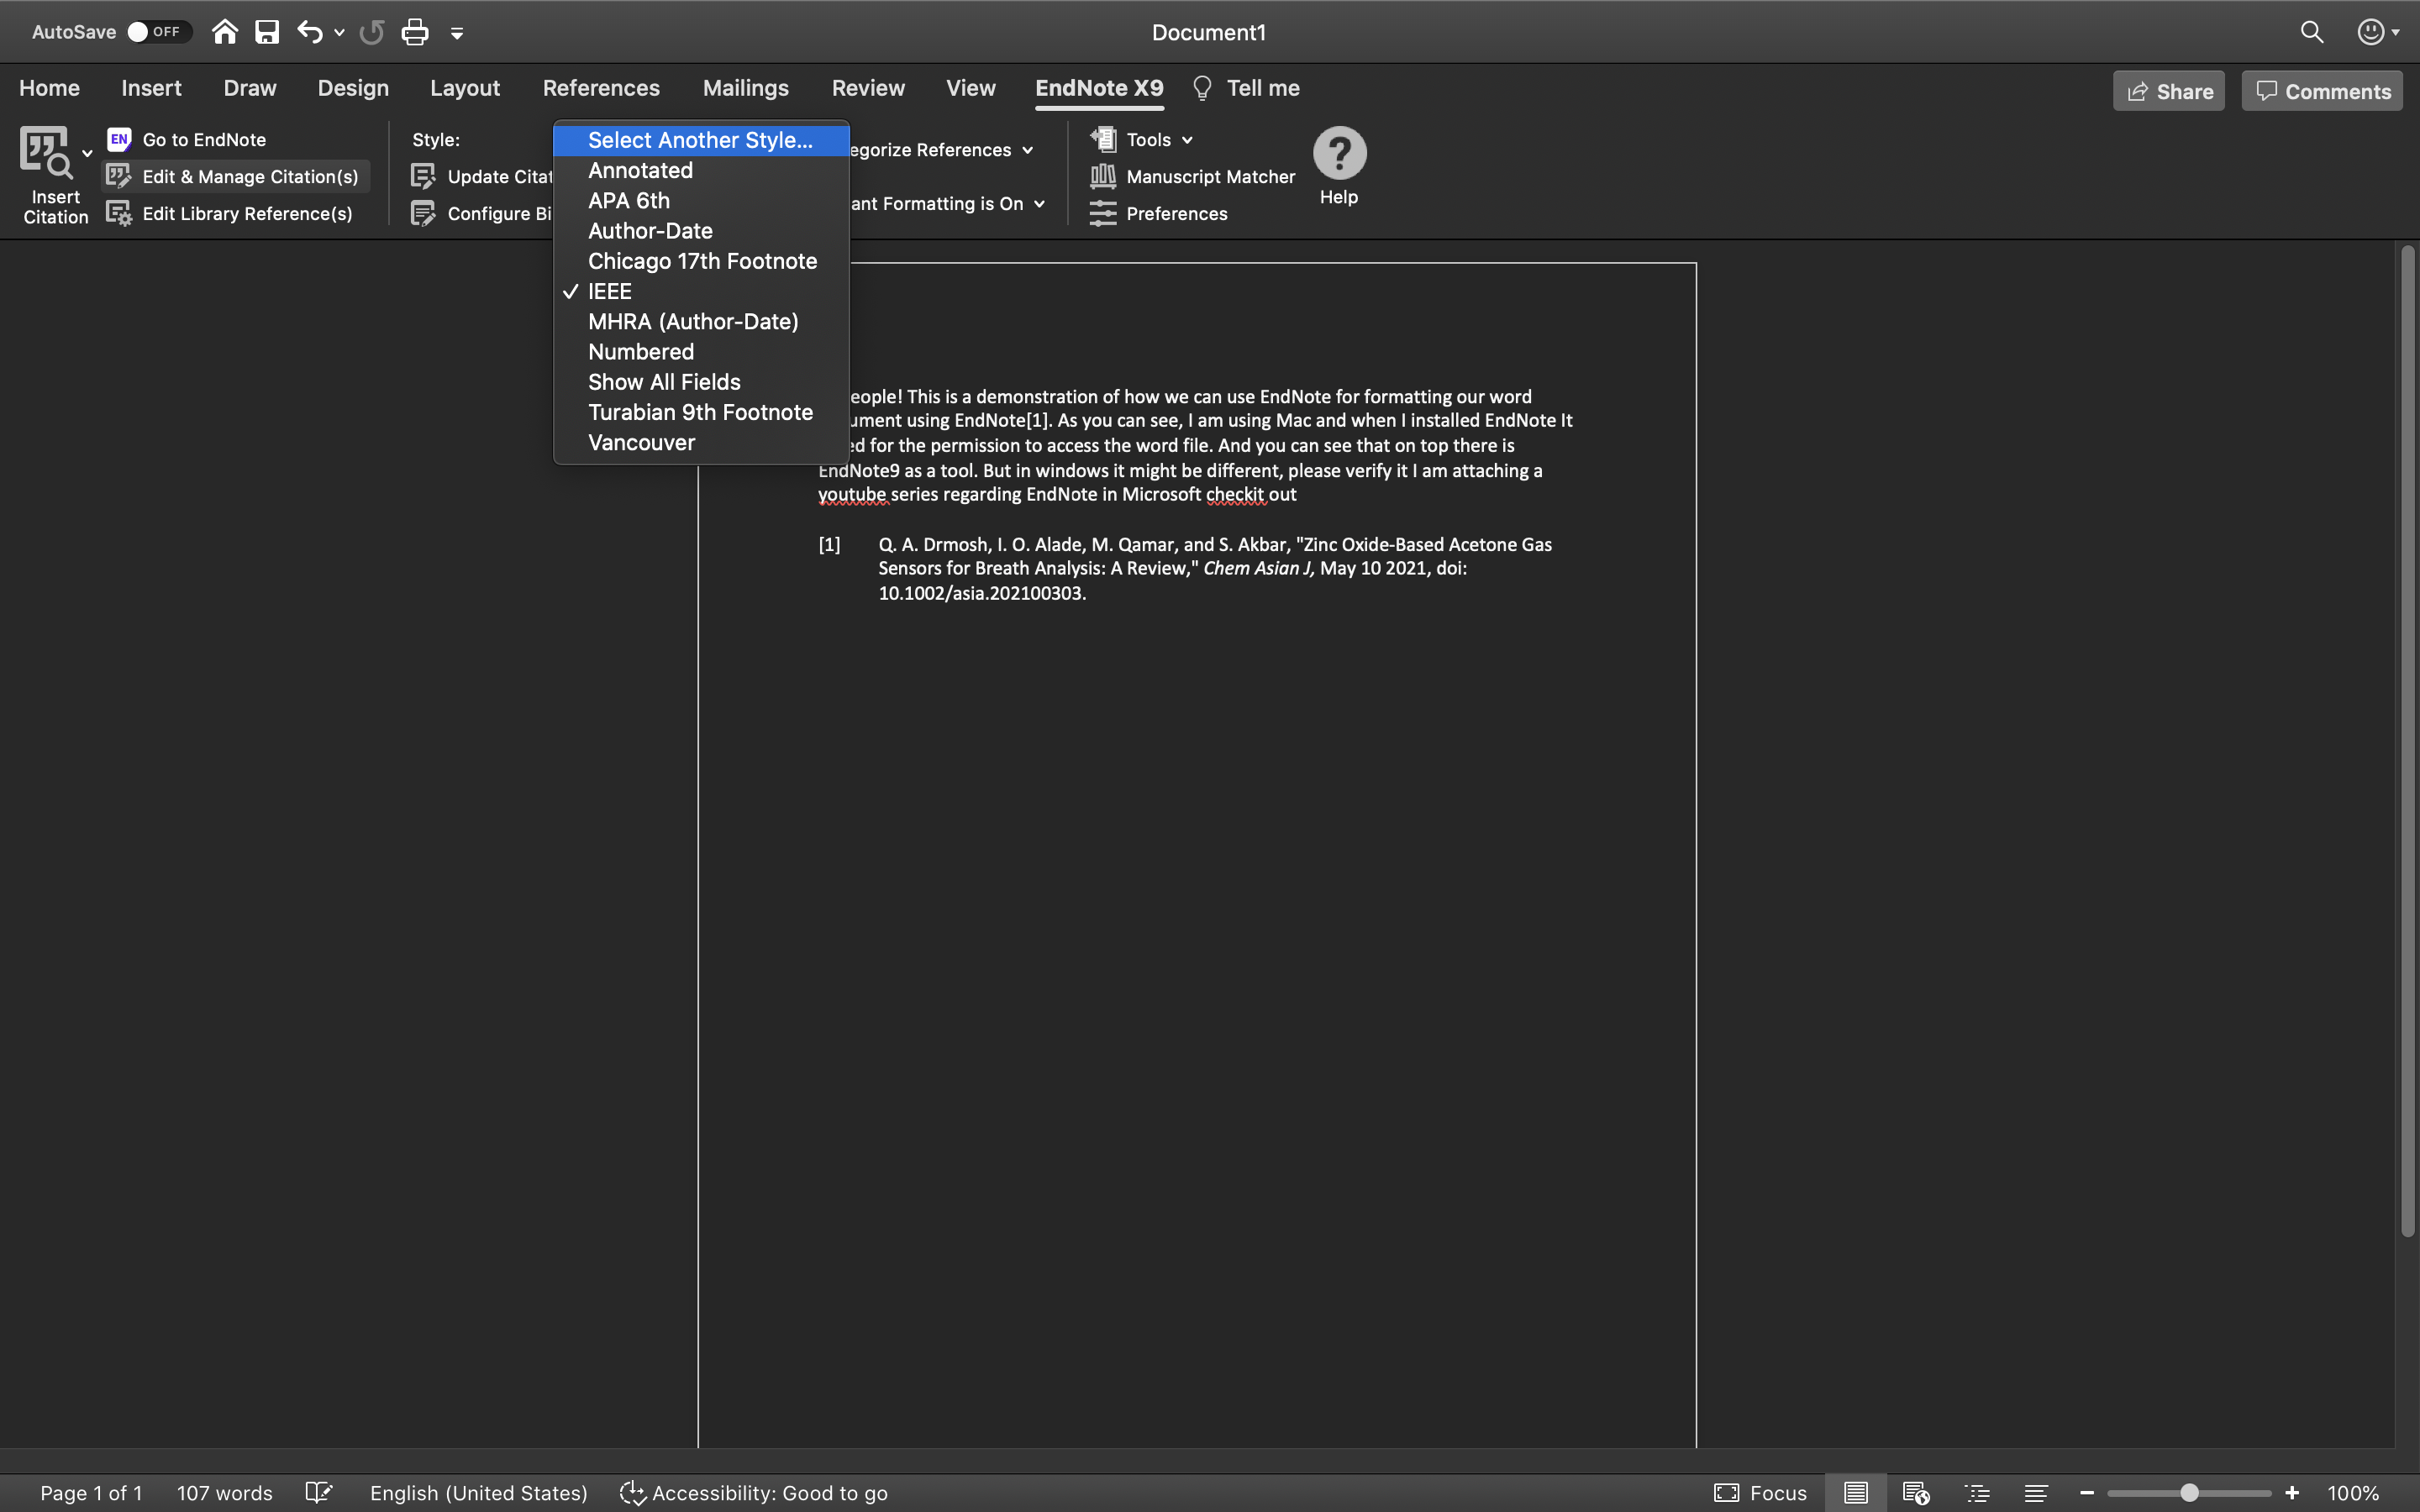 AutoSave OFF Document1
Home Insert Draw Design Layout References Mailings Review View EndNote X9 Tell me Share Comments
Insert Citation
EN Go to EndNote
Edit & Manage Citation(s)
Edit Library Reference(s)
Style:
Update Citat
Configure Bi
Select Another Style...
Annotated
APA 6th
Author-Date
Chicago 17th Footnote
✓ IEEE
MHRA (Author-Date)
Numbered
Show All Fields
Turabian 9th Footnote
Vancouver
egorize References
ant Formatting is On
Tools
Manuscript Matcher
Preferences
? Help
eople! This is a demonstration of how we can use EndNote for formatting our word
ument using EndNote[1]. As you can see, I am using Mac and when I installed EndNote It
ed for the permission to access the word file. And you can see that on top there is
EndNote9 as a tool. But in windows it might be different, please verify it I am attaching a
youtube series regarding EndNote in Microsoft checkit out
[1] Q. A. Drmosh, I. O. Alade, M. Qamar, and S. Akbar, "Zinc Oxide-Based Acetone Gas
Sensors for Breath Analysis: A Review," Chem Asian J, May 10 2021, doi:
10.1002/asia.202100303.
Page 1 of 1 107 words English (United States) Accessibility: Good to go Focus 100%